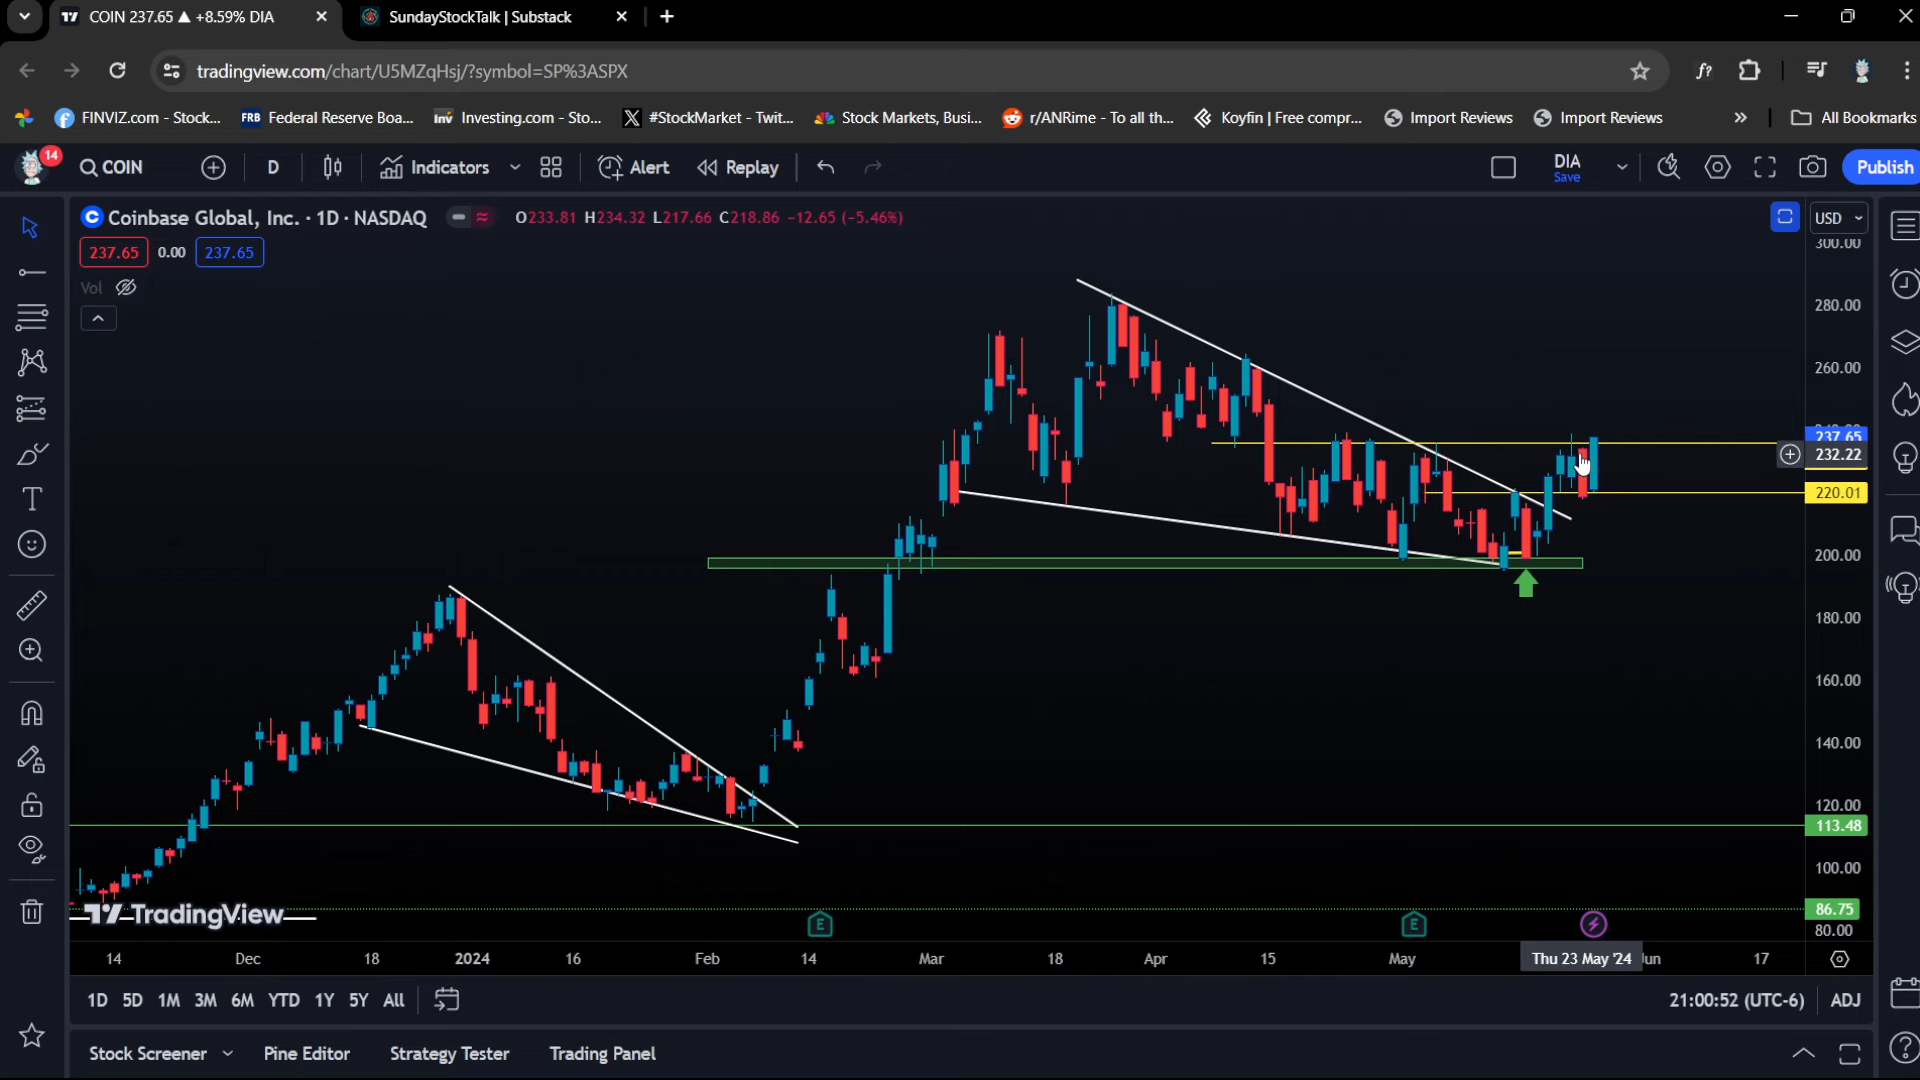 COIN 237.65 ▲ +8.59% DIA
SundayStockTalk | Substack
tradingview.com/chart/U5MZqHsj/?symbol=SP%3ASPX
FINVIZ.com - Stock...
FRB Federal Reserve Boa...
Inv Investing.com - Sto...
#StockMarket - Twit...
Stock Markets, Busi...
r/ANRime - To all th...
Koyfin | Free compr...
Import Reviews
Import Reviews
All Bookmarks
14
COIN
D
Indicators
Alert
Replay
DIA
Save
Publish
Coinbase Global, Inc. · 1D · NASDAQ
O233.81 H234.32 L217.66 C218.86 −12.65 (−5.46%)
USD
237.65
0.00
237.65
Vol
300.00
280.00
260.00
237.65
232.22
220.01
200.00
180.00
160.00
140.00
120.00
113.48
100.00
86.75
80.00
TradingView
E
E
14
Dec
18
2024
16
Feb
14
Mar
18
Apr
15
May
Thu 23 May '24
Jun
17
1D
5D
1M
3M
6M
YTD
1Y
5Y
All
21:00:52 (UTC-6)
ADJ
Stock Screener
Pine Editor
Strategy Tester
Trading Panel